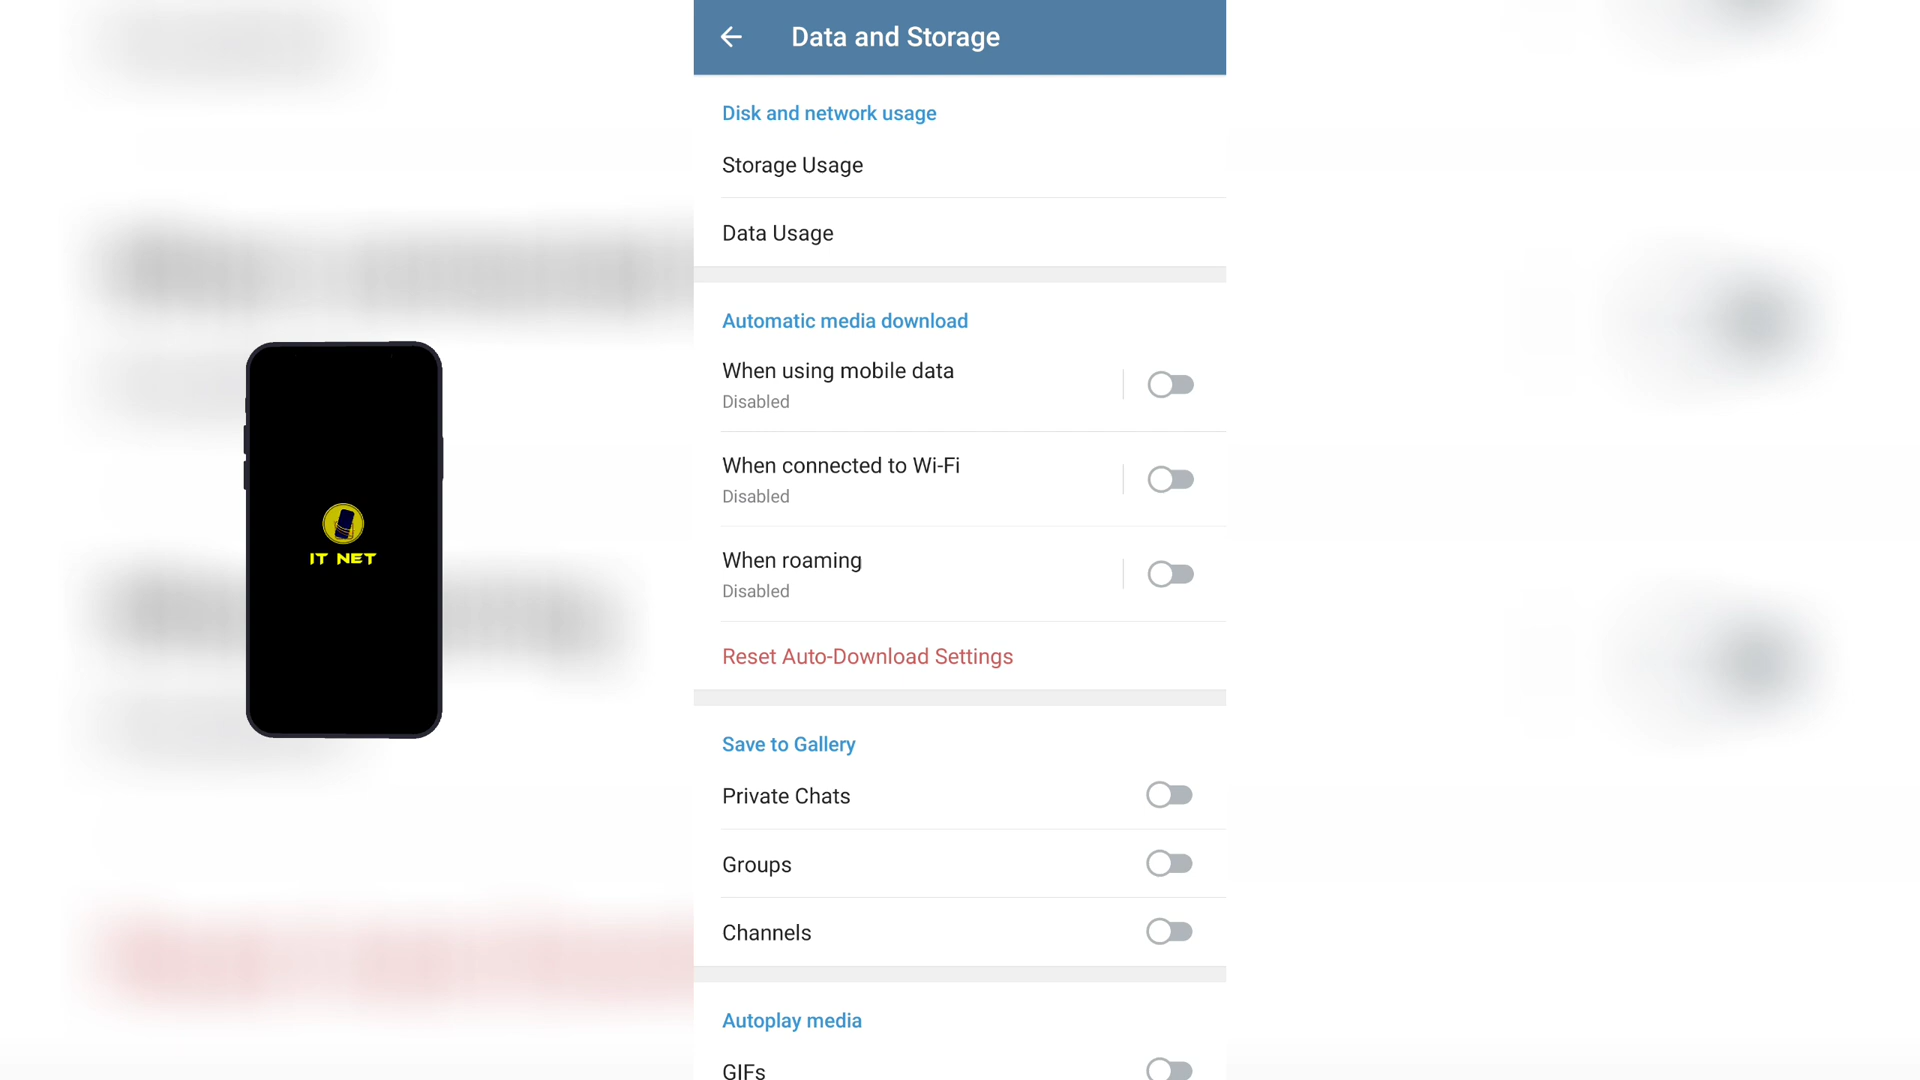 Data and Storage
Disk and network usage
Storage Usage
Data Usage
Automatic media download
When using mobile data
Disabled
When connected to Wi-Fi
Disabled
When roaming
Disabled
Reset Auto-Download Settings
Save to Gallery
Private Chats
Groups
Channels
Autoplay media
GIFs
IT NET